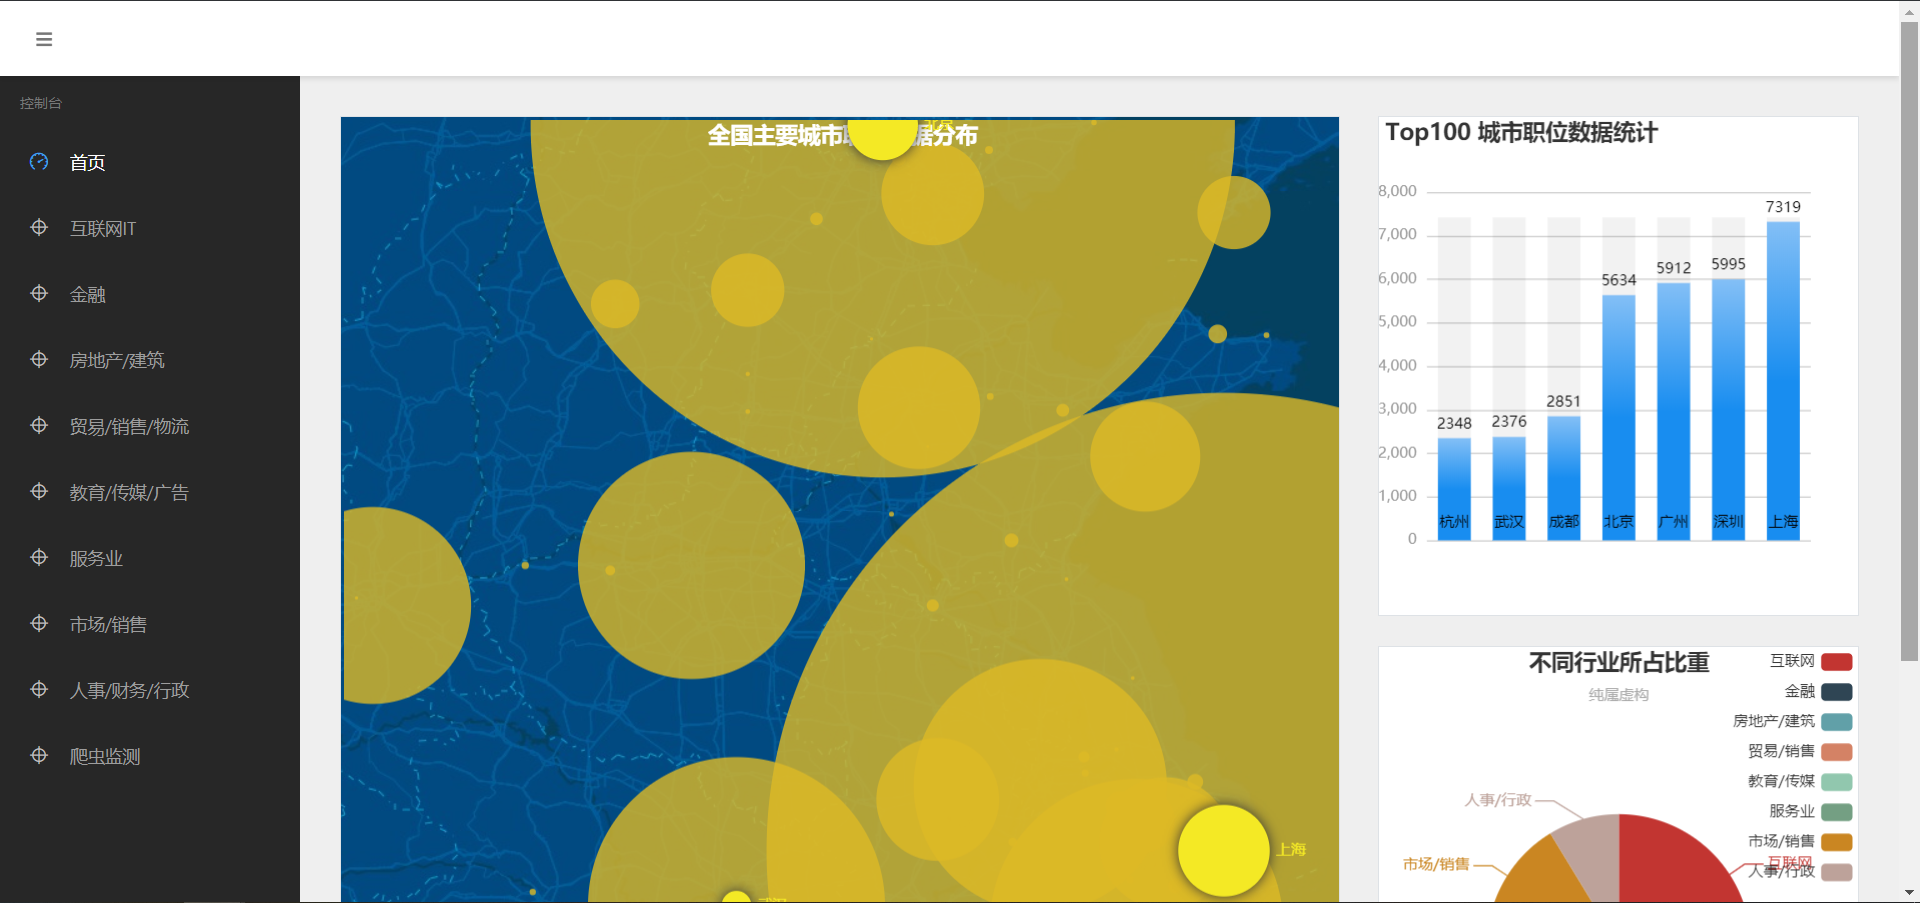 控制台
首页
互联网IT
金融
房地产/建筑
贸易/销售/物流
教育/传媒/广告
服务业
市场/销售
人事/财务/行政
爬虫监测
全国主要城市
据分布
北京
上海
武汉
Top100 城市职位数据统计
8,000
7,000
6,000
5,000
4,000
3,000
2,000
1,000
0
2348
2376
2851
5634
5912
5995
7319
杭州
武汉
成都
北京
广州
深圳
上海
不同行业所占比重
纯属虚构
互联网
金融
房地产/建筑
贸易/销售
教育/传媒
服务业
市场/销售
人事/行政
人事/行政
市场/销售
互联网